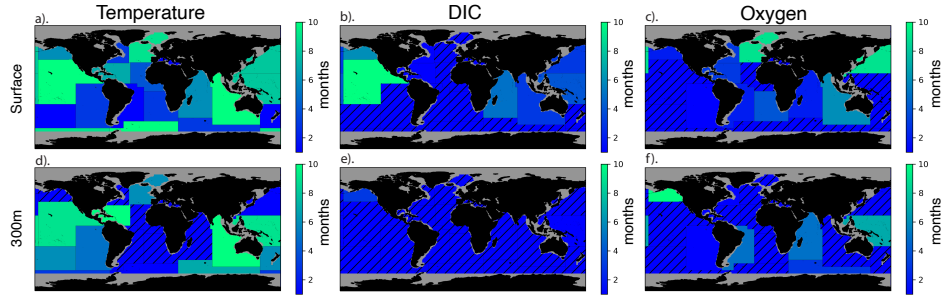 Temperature DIC Oxygen
a). b). c).
Surface
10 8 6 4 2 months
10 8 6 4 2 months
10 8 6 4 2 months
d). e). f).
300m
10 8 6 4 2 months
10 8 6 4 2 months
10 8 6 4 2 months